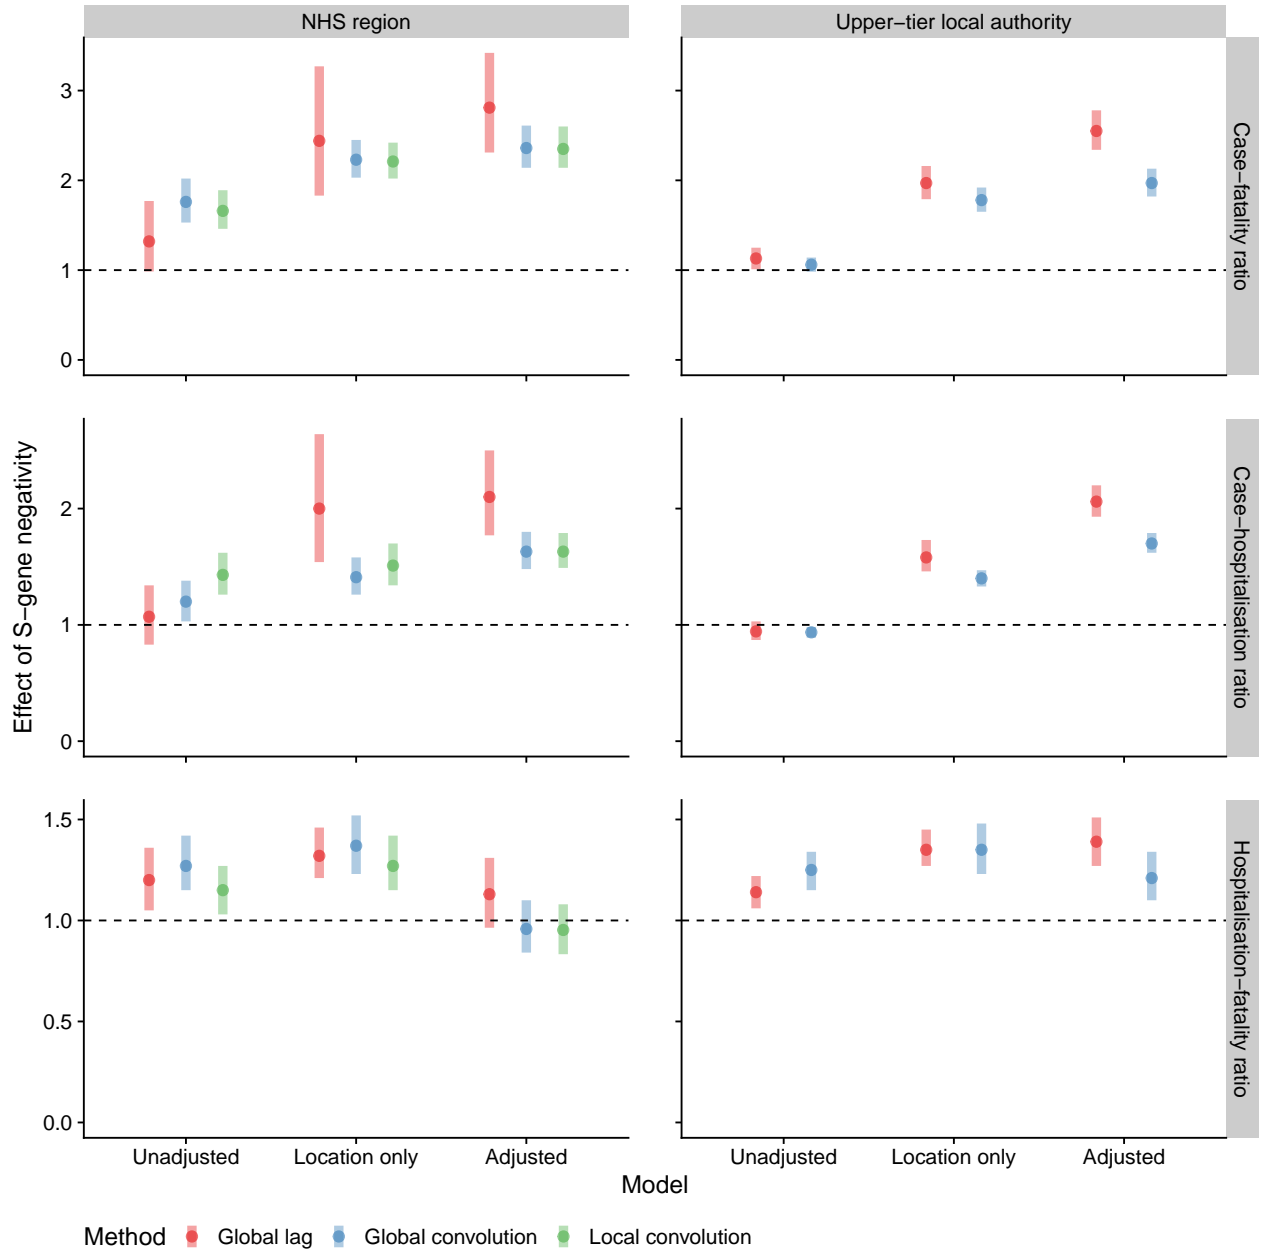 NHS region
Upper−tier local authority
Effect of S−gene negativity
3
2
1
0
Case−fatality ratio
2
1
0
Case−hospitalisation ratio
1.5
1.0
0.5
0.0
Hospitalisation−fatality ratio
Unadjusted Location only Adjusted
Unadjusted Location only Adjusted
Model
Method Global lag Global convolution Local convolution